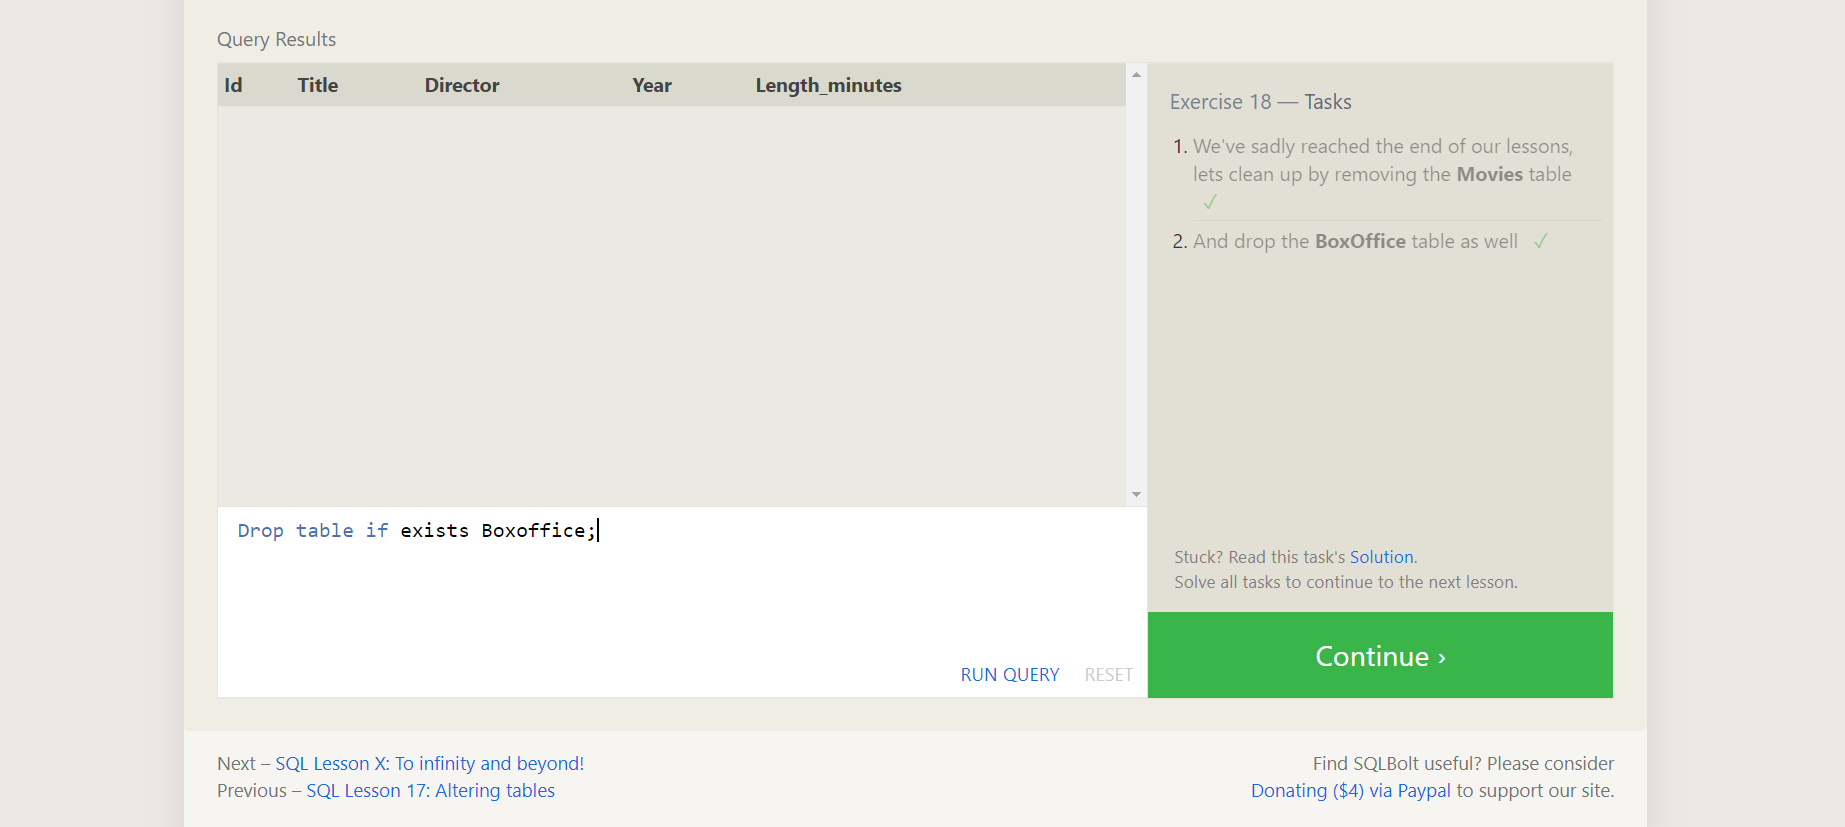 Query Results
Id Title Director Year Length_minutes
Exercise 18 — Tasks
1. We've sadly reached the end of our lessons,
lets clean up by removing the Movies table
✓
2. And drop the BoxOffice table as well ✓
Drop table if exists Boxoffice;
RUN QUERY RESET
Stuck? Read this task's Solution.
Solve all tasks to continue to the next lesson.
Continue ›
Next – SQL Lesson X: To infinity and beyond!
Previous – SQL Lesson 17: Altering tables
Find SQLBolt useful? Please consider
Donating ($4) via Paypal to support our site.